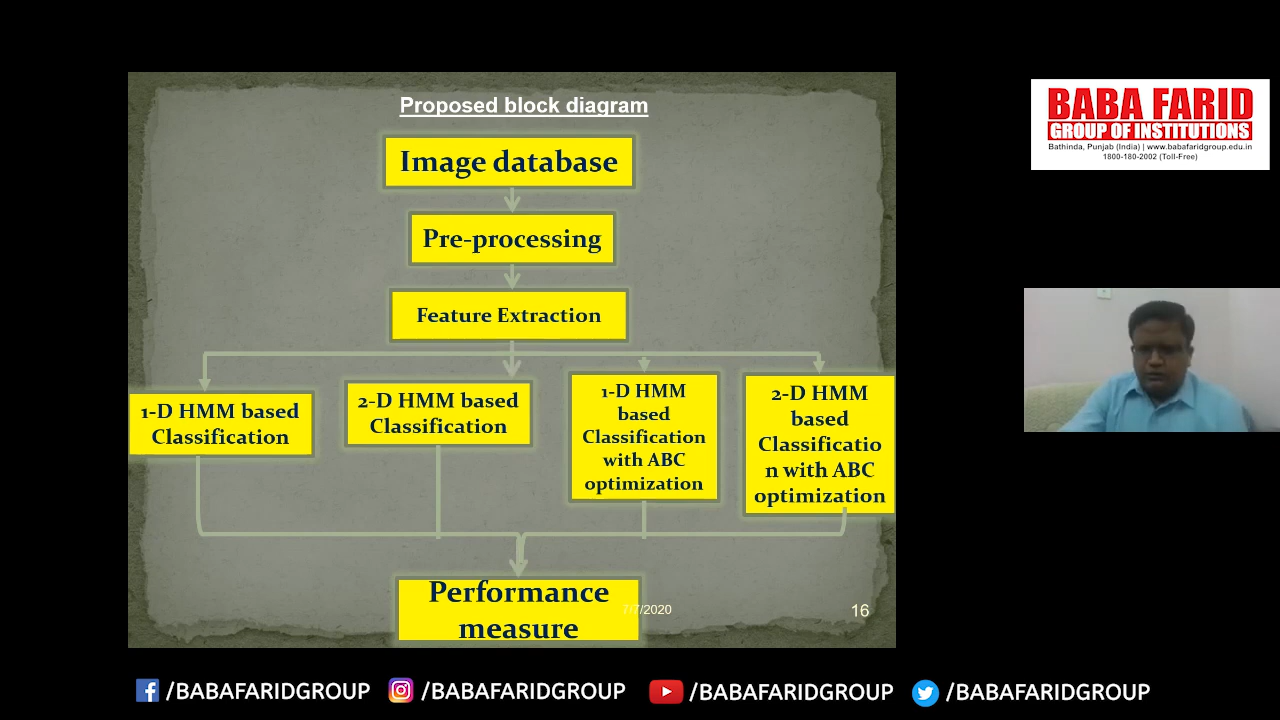 Proposed block diagram
Image database
Pre-processing
Feature Extraction
1-D HMM based
Classification
2-D HMM based
Classification
1-D HMM
based
Classification
with ABC
optimization
2-D HMM
based
Classificatio
n with ABC
optimization
Performance
measure
7/7/2020
16
BABA FARID
GROUP OF INSTITUTIONS
Bathinda, Punjab (India) | www.babafaridgroup.edu.in
1800-180-2002 (Toll-Free)
/BABAFARIDGROUP
/BABAFARIDGROUP
/BABAFARIDGROUP
/BABAFARIDGROUP